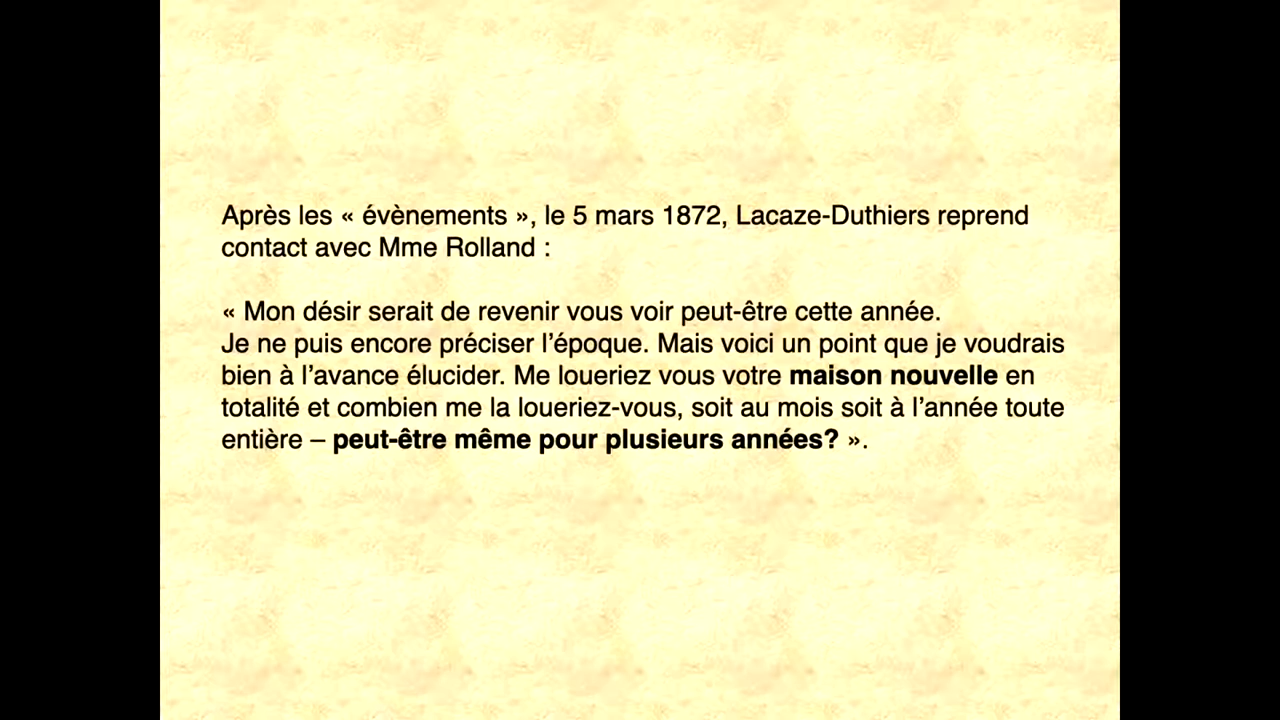 Après les « évènements », le 5 mars 1872, Lacaze-Duthiers reprend
contact avec Mme Rolland :
« Mon désir serait de revenir vous voir peut-être cette année.
Je ne puis encore préciser l’époque. Mais voici un point que je voudrais
bien à l’avance élucider. Me loueriez vous votre maison nouvelle en
totalité et combien me la loueriez-vous, soit au mois soit à l’année toute
entière – peut-être même pour plusieurs années? ».